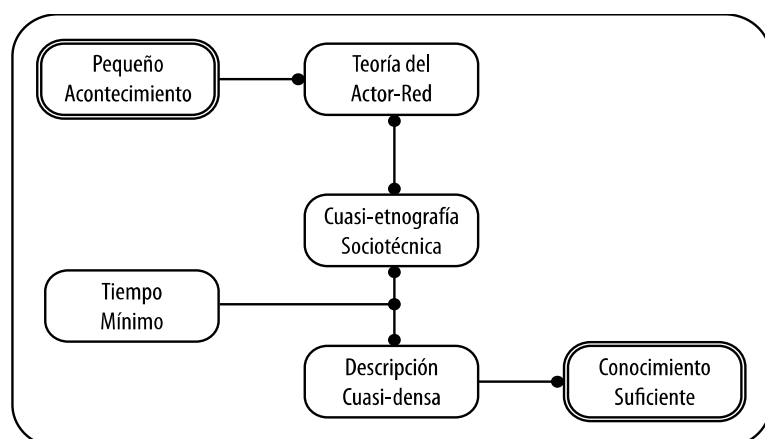 Pequeño
Acontecimiento
Teoría del
Actor-Red
Cuasi-etnografía
Sociotécnica
Tiempo
Mínimo
Descripción
Cuasi-densa
Conocimiento
Suficiente